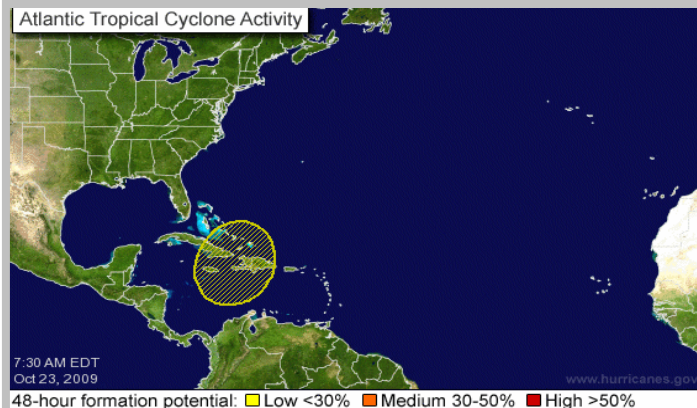 Atlantic Tropical Cyclone Activity
7:30 AM EDT
Oct 23, 2009
www.hurricanes.gov
48-hour formation potential: Low <30% Medium 30-50% High >50%